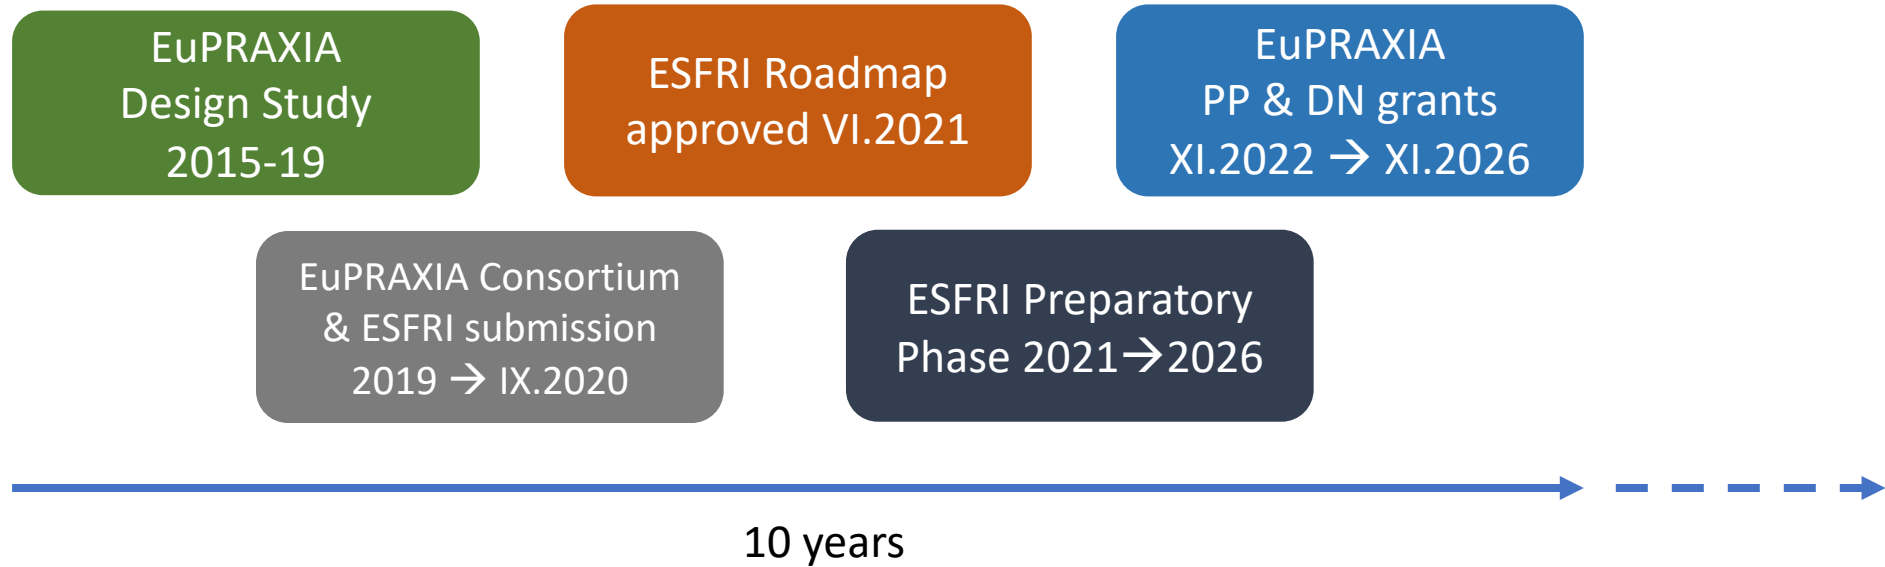 EuPRAXIA
Design Study
2015-19
EuPRAXIA Consortium
& ESFRI submission
2019 → IX.2020
ESFRI Roadmap
approved VI.2021
ESFRI Preparatory
Phase 2021→2026
EuPRAXIA
PP & DN grants
XI.2022 → XI.2026
10 years